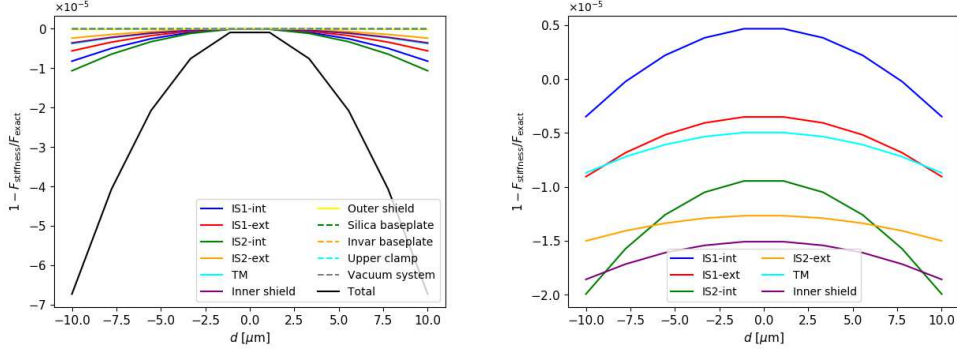 ×10⁻⁵
0
−1
−2
−3
−4
−5
−6
−7
1 − F_stiffness/F_exact
IS1-int
IS1-ext
IS2-int
IS2-ext
TM
Inner shield
Outer shield
Silica baseplate
Invar baseplate
Upper clamp
Vacuum system
Total
−10.0 −7.5 −5.0 −2.5 0.0 2.5 5.0 7.5 10.0
d [μm]
×10⁻⁵
0.5
0.0
−0.5
−1.0
−1.5
−2.0
1 − F_stiffness/F_exact
IS1-int
IS1-ext
IS2-int
IS2-ext
TM
Inner shield
−10.0 −7.5 −5.0 −2.5 0.0 2.5 5.0 7.5 10.0
d [μm]